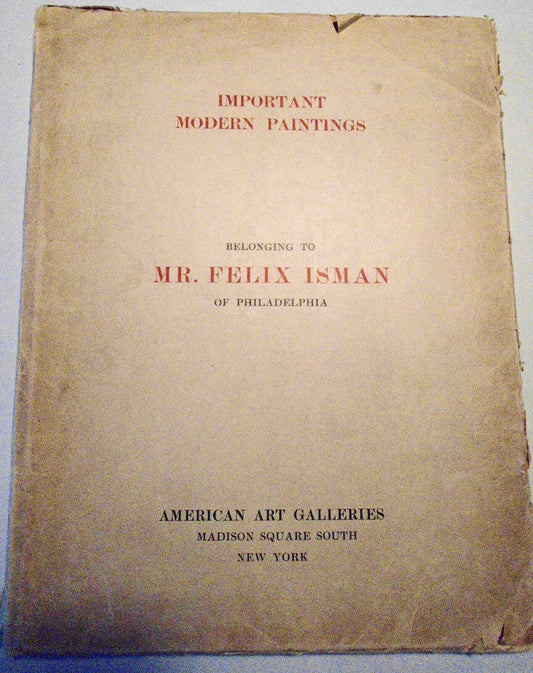 IMPORTANT
MODERN PAINTINGS
BELONGING TO
MR. FELIX ISMAN
OF PHILADELPHIA
AMERICAN ART GALLERIES
MADISON SQUARE SOUTH
NEW YORK